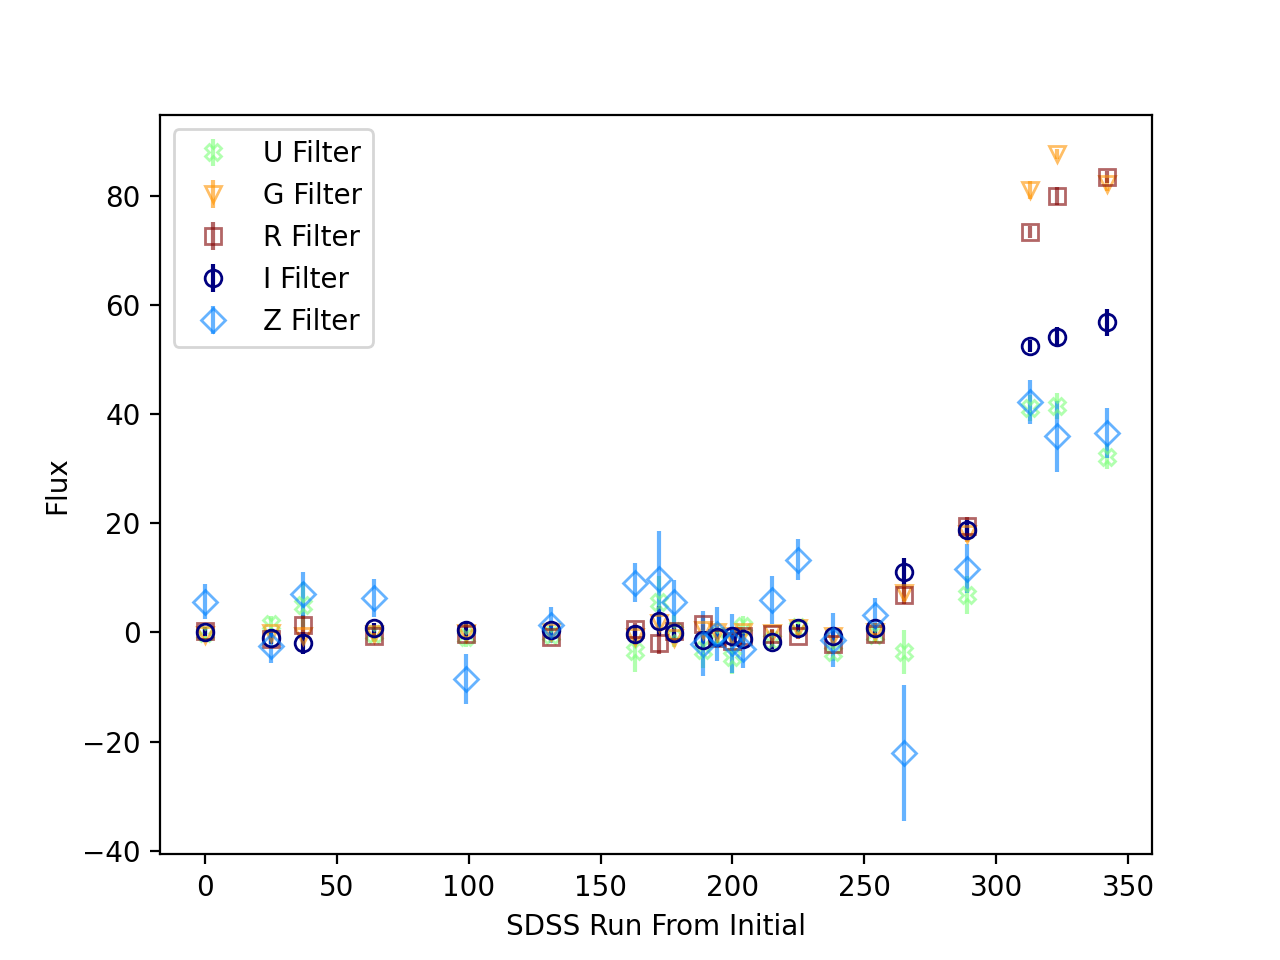 U Filter
G Filter
R Filter
I Filter
Z Filter
80
60
40
20
0
−20
−40
Flux
0 50 100 150 200 250 300 350
SDSS Run From Initial